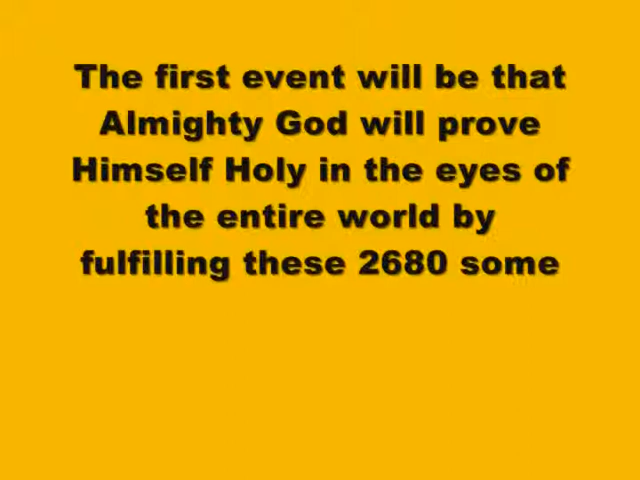 The first event will be that
Almighty God will prove
Himself Holy in the eyes of
the entire world by
fulfilling these 2680 some